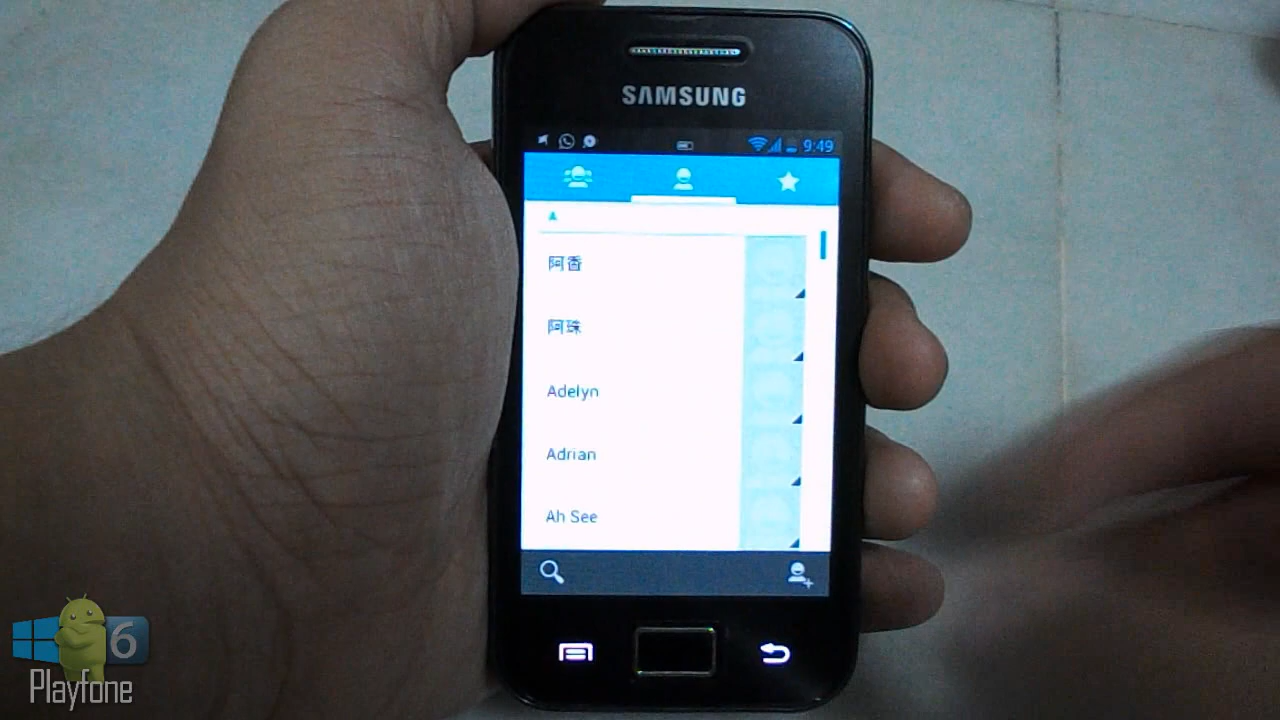 SAMSUNG
9:49
A
阿香
阿珠
Adelyn
Adrian
Ah See
6
Playfone